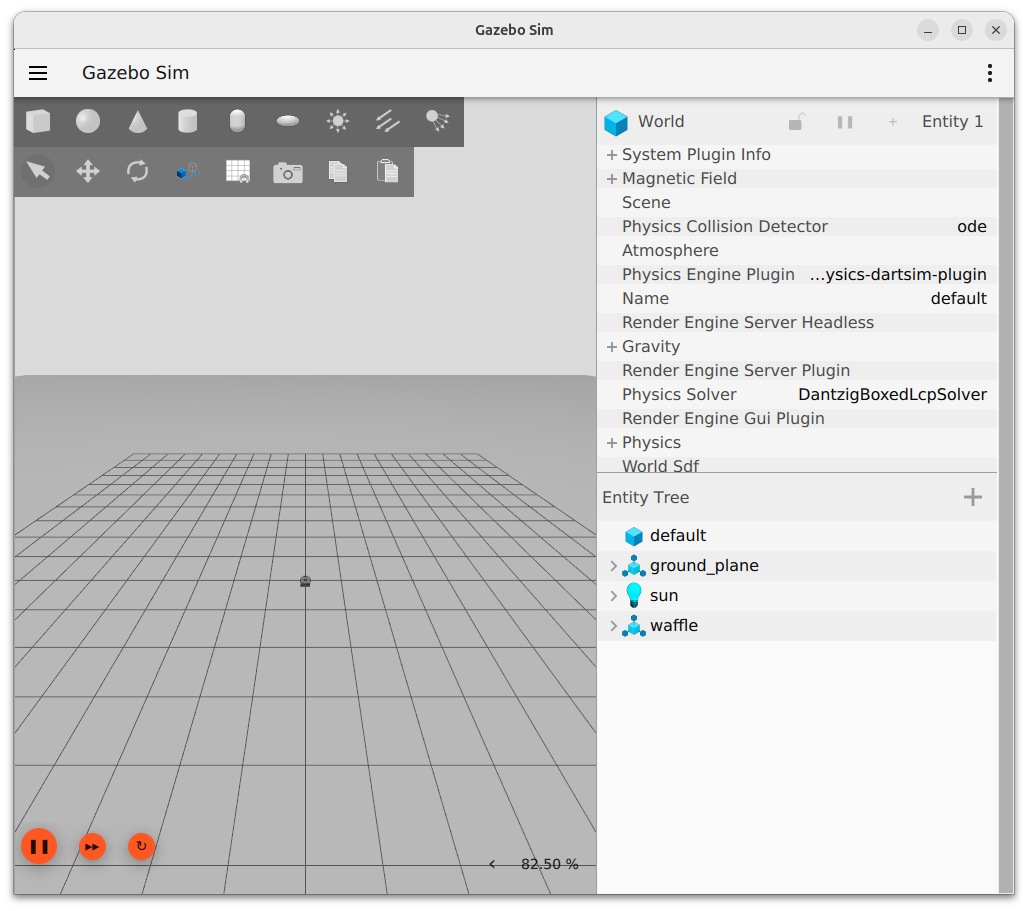 Gazebo Sim
Gazebo Sim
World Entity 1
System Plugin Info
Magnetic Field
Scene
Physics Collision Detector ode
Atmosphere
Physics Engine Plugin ...ysics-dartsim-plugin
Name default
Render Engine Server Headless
Gravity
Render Engine Server Plugin
Physics Solver DantzigBoxedLcpSolver
Render Engine Gui Plugin
Physics
World Sdf
Entity Tree
default
ground_plane
sun
waffle
82.50 %